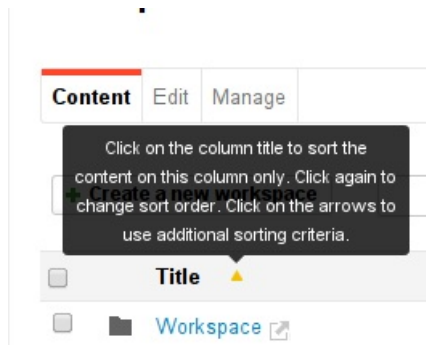 Content Edit Manage
Click on the column title to sort the
content on this column only. Click again to
Create a new workspace
change sort order. Click on the arrows to
use additional sorting criteria.
Title
Workspace